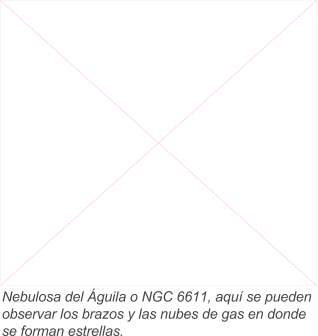 Nebulosa del Águila o NGC 6611, aquí se pueden
observar los brazos y las nubes de gas en donde
se forman estrellas.